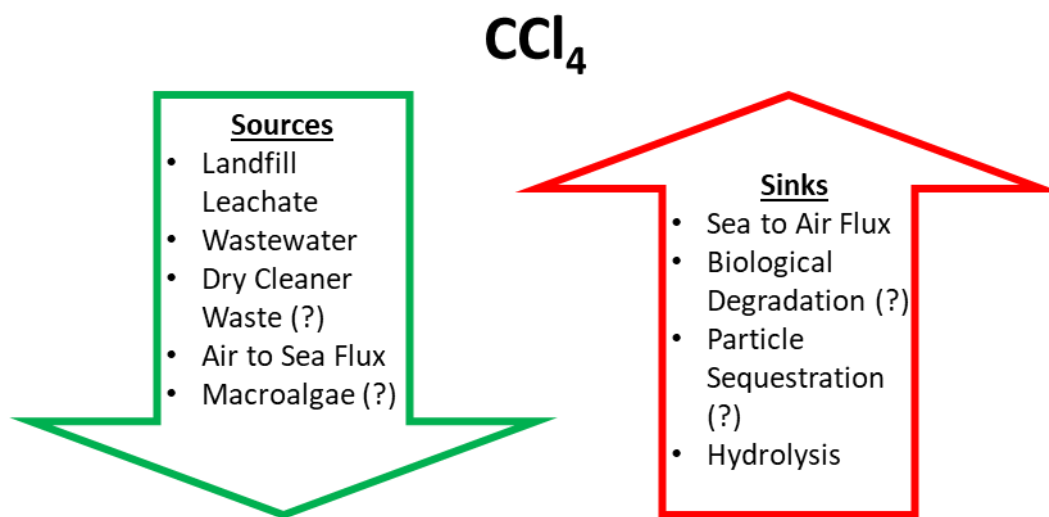 CCl₄
Sources
• Landfill
Leachate
• Wastewater
• Dry Cleaner
Waste (?)
• Air to Sea Flux
• Macroalgae (?)
Sinks
• Sea to Air Flux
• Biological
Degradation (?)
• Particle
Sequestration
(?)
• Hydrolysis